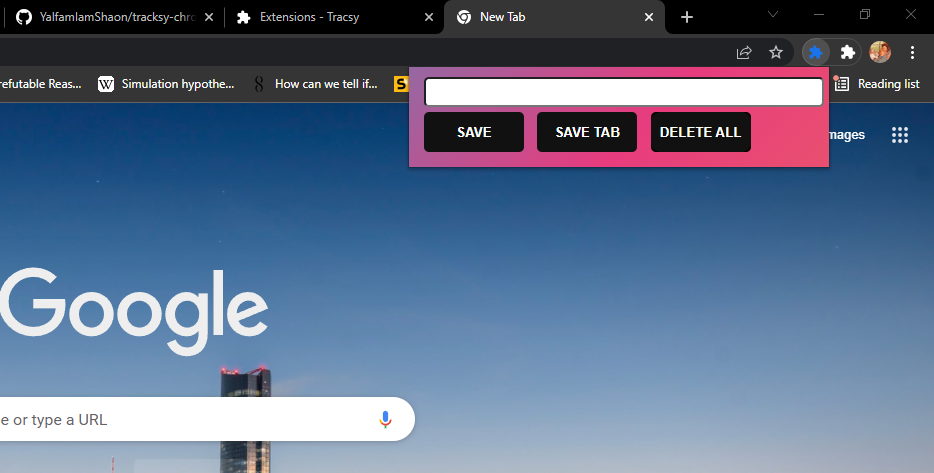 YalfamIamShaon/tracksy-chro
Extensions - Tracsy
New Tab
refutable Reas...
Simulation hypothe...
How can we tell if...
S
Reading list
SAVE
SAVE TAB
DELETE ALL
mages
Google
e or type a URL